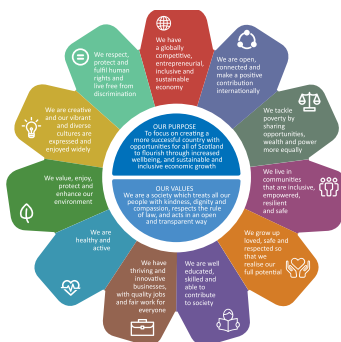 We have
a globally
competitive,
entrepreneurial,
inclusive and
sustainable
economy
We are open,
connected and
make a positive
contribution
internationally
We tackle
poverty by
sharing
opportunities,
wealth and power
more equally
We live in
communities
that are inclusive,
empowered,
resilient
and safe
We grow up
loved, safe and
respected so
that we
realise our
full potential
We are well
educated,
skilled and
able to
contribute
to society
We have
thriving and
innovative
businesses,
with quality jobs
and fair work for
everyone
We are
healthy and
active
We value, enjoy,
protect and
enhance our
environment
We are creative
and our vibrant
and diverse
cultures are
expressed and
enjoyed widely
We respect,
protect and
fulfil human
rights and
live free from
discrimination
OUR PURPOSE
To focus on creating a
more successful country with
opportunities for all of Scotland
to flourish through increased
wellbeing, and sustainable and
inclusive economic growth
OUR VALUES
We are a society which treats all our
people with kindness, dignity and
compassion, respects the rule
of law, and acts in an open
and transparent way